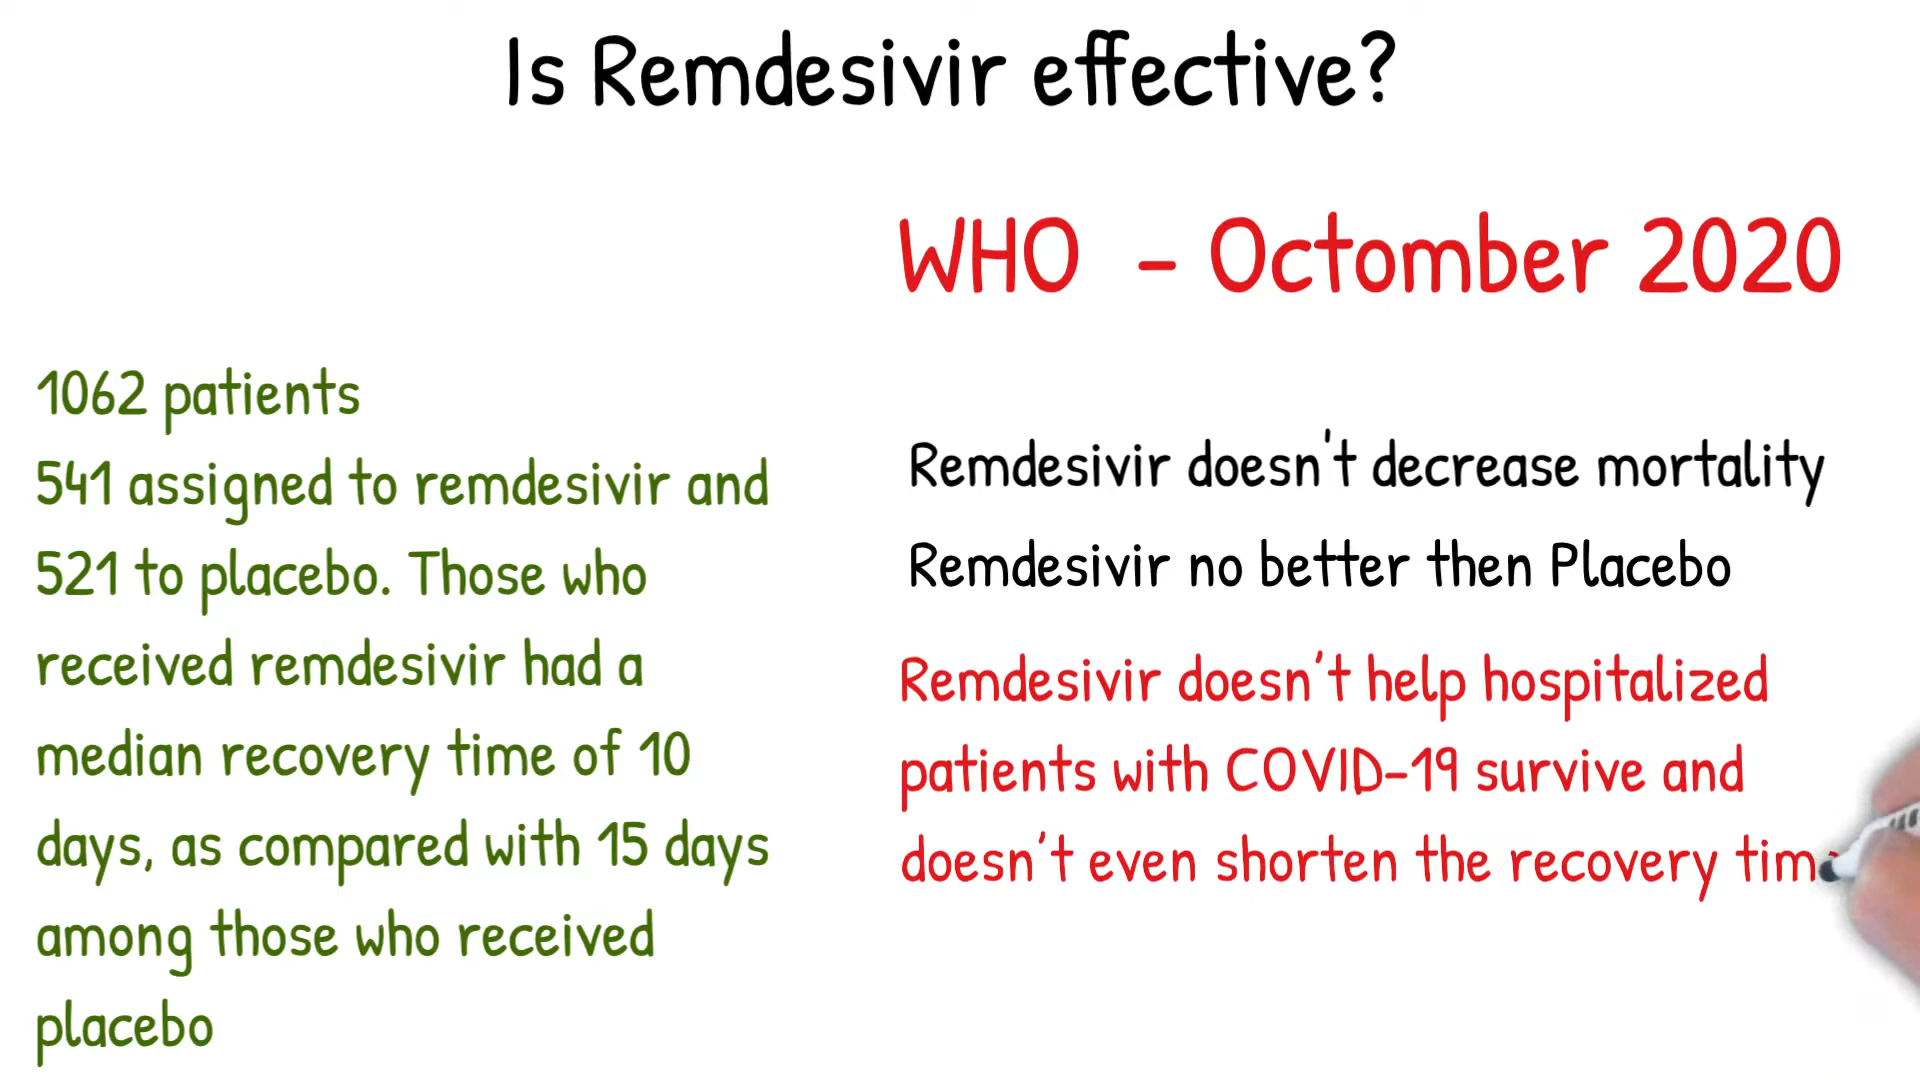 Is Remdesivir effective?
WHO - Octomber 2020
1062 patients
541 assigned to remdesivir and
521 to placebo. Those who
received remdesivir had a
median recovery time of 10
days, as compared with 15 days
among those who received
placebo
Remdesivir doesn't decrease mortality
Remdesivir no better then Placebo
Remdesivir doesn't help hospitalized
patients with COVID-19 survive and
doesn't even shorten the recovery tim